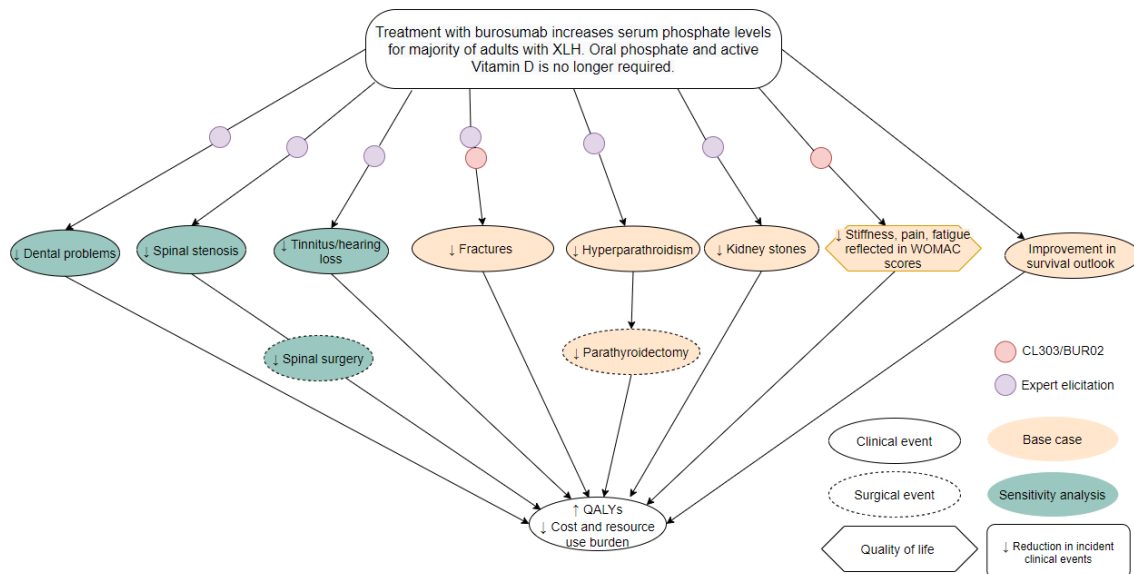 Treatment with burosumab increases serum phosphate levels
for majority of adults with XLH. Oral phosphate and active
Vitamin D is no longer required.
↓ Dental problems
↓ Spinal stenosis
↓ Tinnitus/hearing
loss
↓ Fractures
↓ Hyperparathroidism
↓ Kidney stones
↓ Stiffness, pain, fatigue
reflected in WOMAC
scores
Improvement in
survival outlook
↓ Spinal surgery
↓ Parathyroidectomy
↑ QALYs
↓ Cost and resource
use burden
CL303/BUR02
Expert elicitation
Clinical event
Base case
Surgical event
Sensitivity analysis
Quality of life
↓ Reduction in incident
clinical events